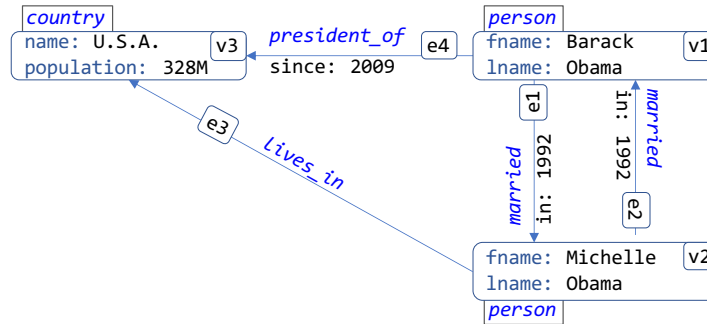 country
name: U.S.A.
population: 328M
v3
president_of
since: 2009
e4
person
fname: Barack
lname: Obama
v1
e1
married
in: 1992
married
in: 1992
e2
e3
lives_in
fname: Michelle
lname: Obama
v2
person